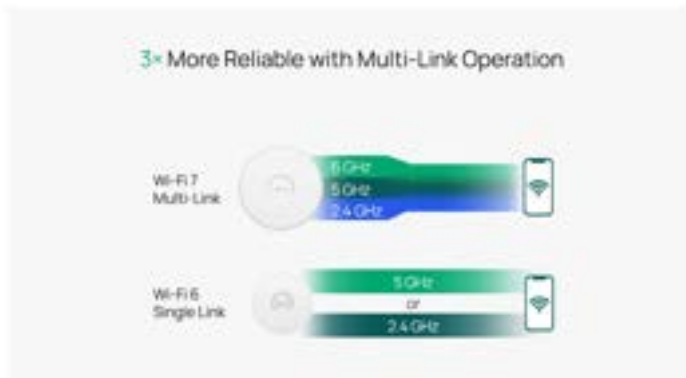 3× More Reliable with Multi-Link Operation
Wi-Fi 7
Multi-Link
6 GHz
5 GHz
2.4 GHz
Wi-Fi 6
Single Link
5 GHz
or
2.4 GHz